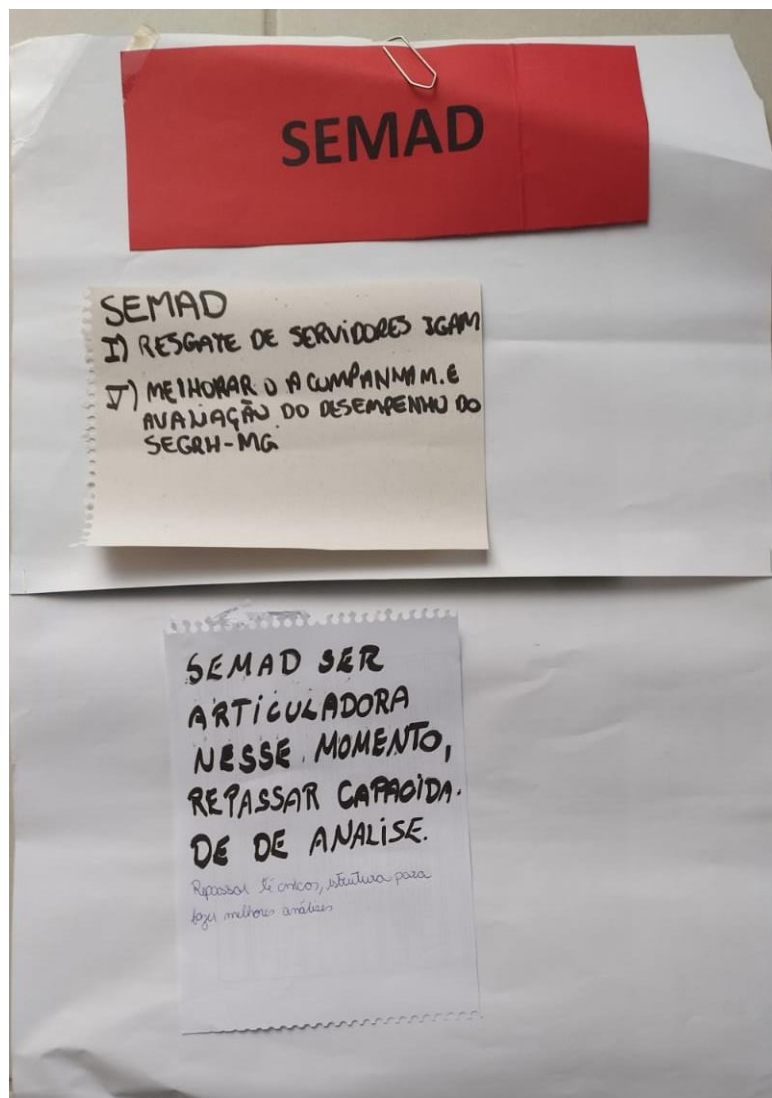 SEMAD
SEMAD
I) RESGATE DE SERVIDORES IGAM
V) MELHORAR O ACUMPANHAM. E
AVALIAÇÃO DO DESEMPENHO DO
SEGRH-MG
SEMAD SER
ARTICULADORA
NESSE MOMENTO,
REPASSAR CAPACIDA-
DE DE ANALISE.
Repassar técnicos, estrutura para
fazer melhores análises